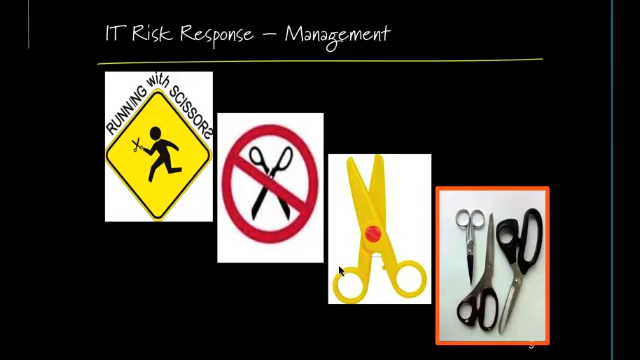 IT Risk Response – Management
RUNNING with SCISSORS